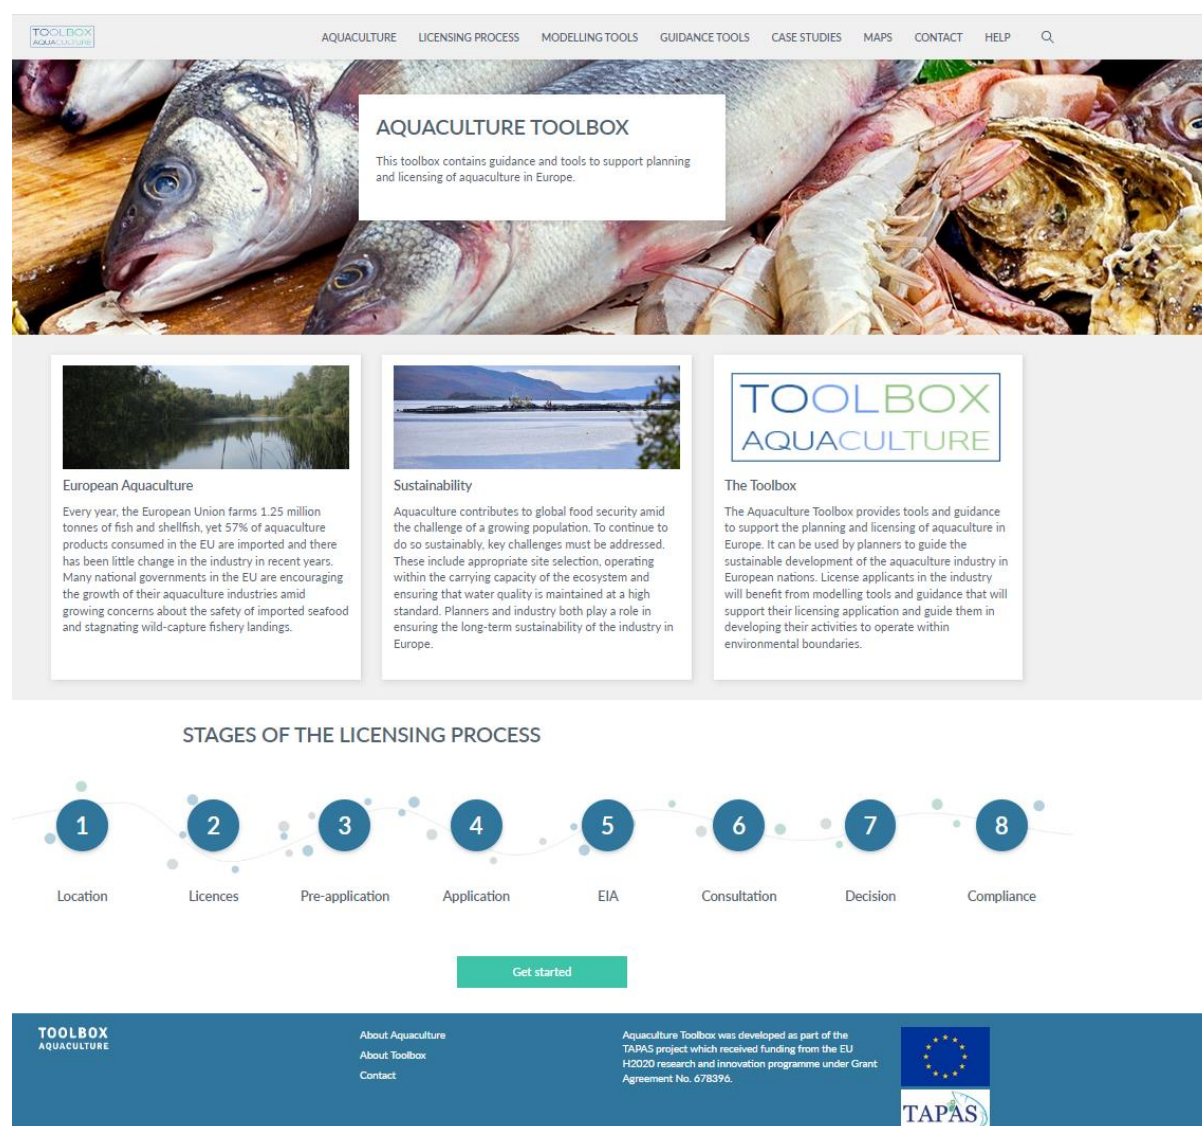 TOOLBOX
AQUACULTURE
AQUACULTURE LICENSING PROCESS MODELLING TOOLS GUIDANCE TOOLS CASE STUDIES MAPS CONTACT HELP
AQUACULTURE TOOLBOX
This toolbox contains guidance and tools to support planning
and licensing of aquaculture in Europe.
European Aquaculture
Every year, the European Union farms 1.25 million
tonnes of fish and shellfish, yet 57% of aquaculture
products consumed in the EU are imported and there
has been little change in the industry in recent years.
Many national governments in the EU are encouraging
the growth of their aquaculture industries amid
growing concerns about the safety of imported seafood
and stagnating wild-capture fishery landings.
Sustainability
Aquaculture contributes to global food security amid
the challenge of a growing population. To continue to
do so sustainably, key challenges must be addressed.
These include appropriate site selection, operating
within the carrying capacity of the ecosystem and
ensuring that water quality is maintained at a high
standard. Planners and industry both play a role in
ensuring the long-term sustainability of the industry in
Europe.
TOOLBOX
AQUACULTURE
The Toolbox
The Aquaculture Toolbox provides tools and guidance
to support the planning and licensing of aquaculture in
Europe. It can be used by planners to guide the
sustainable development of the aquaculture industry in
European nations. License applicants in the industry
will benefit from modelling tools and guidance that will
support their licensing application and guide them in
developing their activities to operate within
environmental boundaries.
STAGES OF THE LICENSING PROCESS
1 2 3 4 5 6 7 8
Location Licences Pre-application Application EIA Consultation Decision Compliance
Get started
TOOLBOX
AQUACULTURE
About Aquaculture
About Toolbox
Contact
Aquaculture Toolbox was developed as part of the
TAPAS project which received funding from the EU
H2020 research and innovation programme under Grant
Agreement No. 678396.
TAPAS